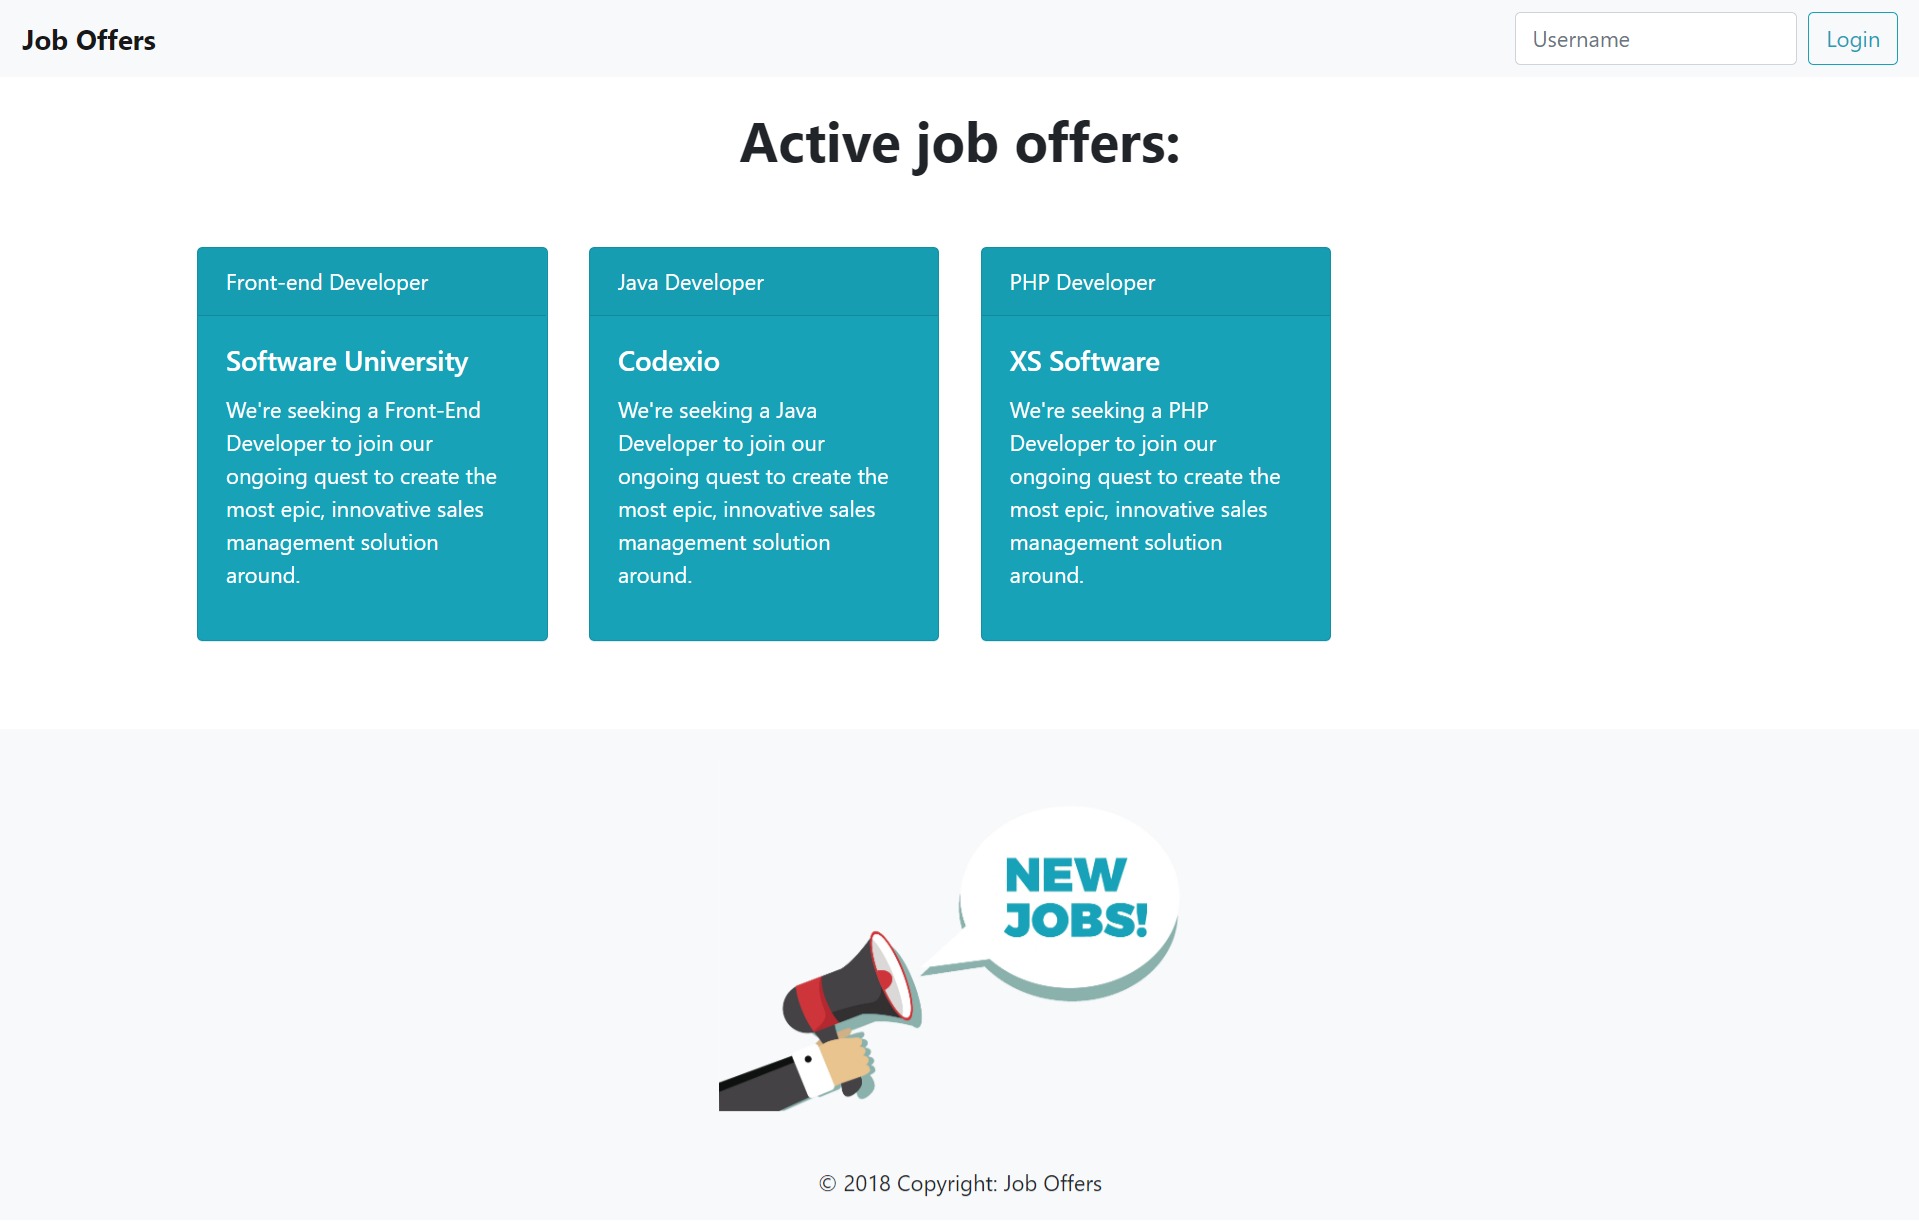 Job Offers
Username
Login
Active job offers:
Front-end Developer
Software University
We're seeking a Front-End
Developer to join our
ongoing quest to create the
most epic, innovative sales
management solution
around.
Java Developer
Codexio
We're seeking a Java
Developer to join our
ongoing quest to create the
most epic, innovative sales
management solution
around.
PHP Developer
XS Software
We're seeking a PHP
Developer to join our
ongoing quest to create the
most epic, innovative sales
management solution
around.
NEW
JOBS!
© 2018 Copyright: Job Offers